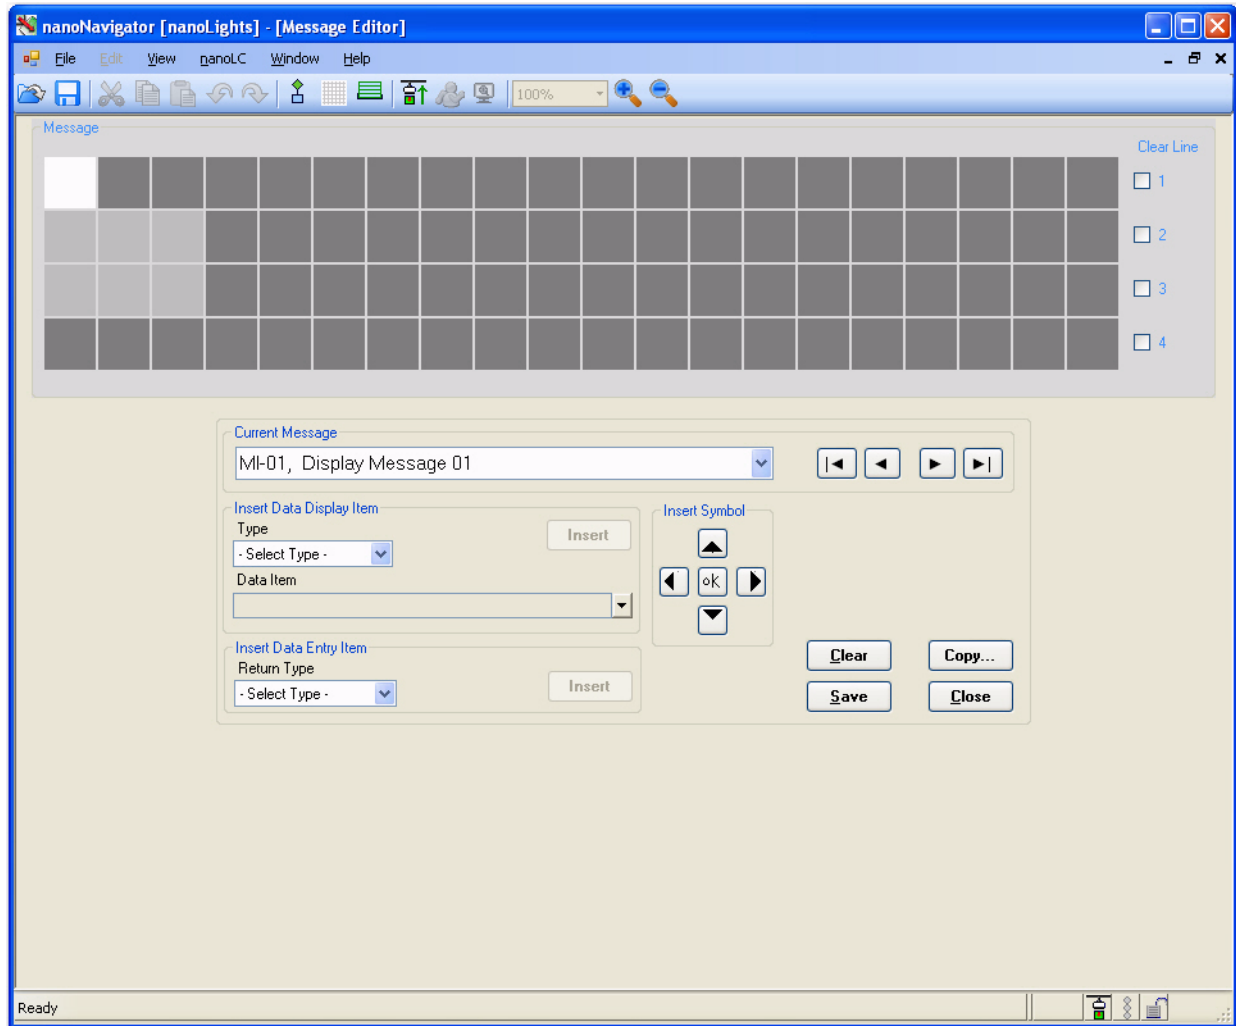 nanoNavigator [nanoLights] - [Message Editor]
File Edit View nanoLC Window Help
100%
Message
Clear Line
1
2
3
4
Current Message
MI-01, Display Message 01
Insert Data Display Item
Type
Insert
- Select Type -
Data Item
Insert Symbol
oK
Insert Data Entry Item
Return Type
Insert
- Select Type -
Clear Copy...
Save Close
Ready